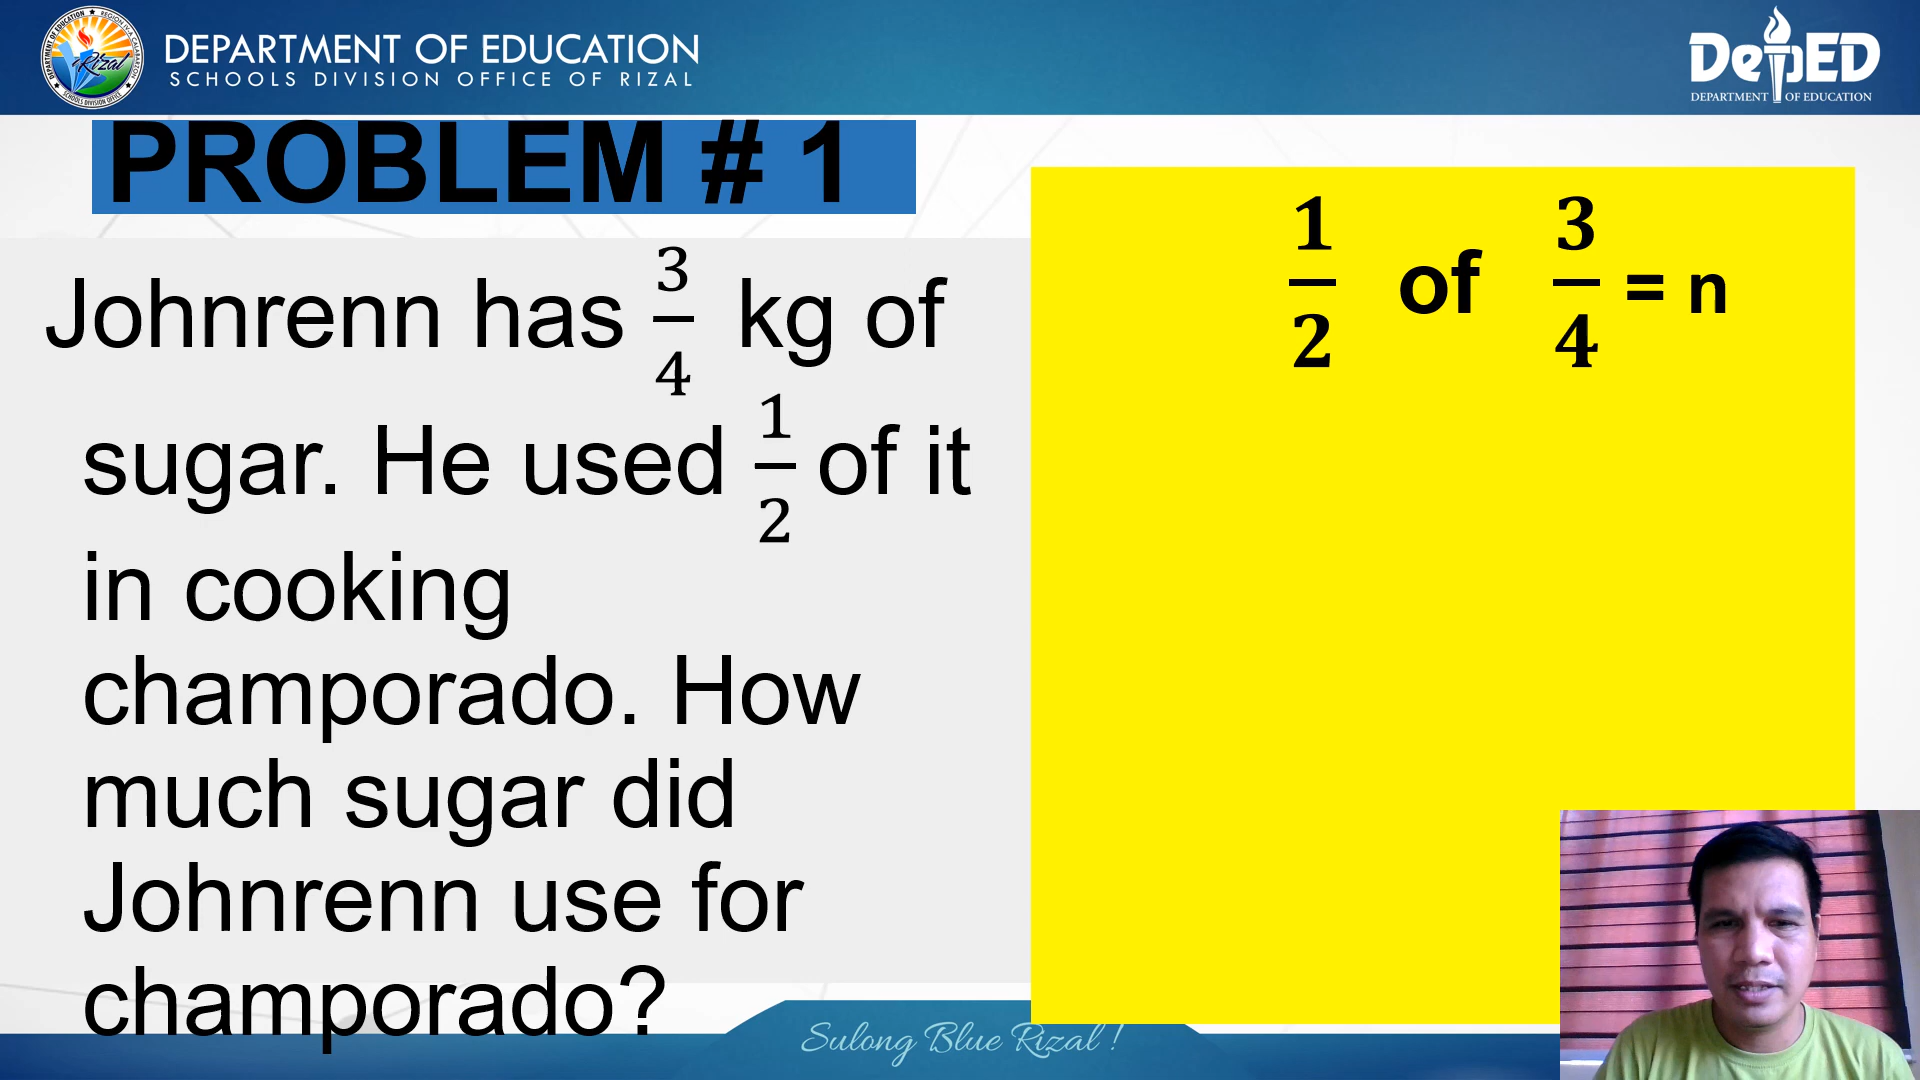 DEPARTMENT OF EDUCATION
SCHOOLS DIVISION OFFICE OF RIZAL
Rizal
DepED
DEPARTMENT OF EDUCATION
PROBLEM # 1
Johnrenn has 3/4 kg of
sugar. He used 1/2 of it
in cooking
champorado. How
much sugar did
Johnrenn use for
champorado?
1/2 of 3/4 = n
Sulong Blue Rizal !